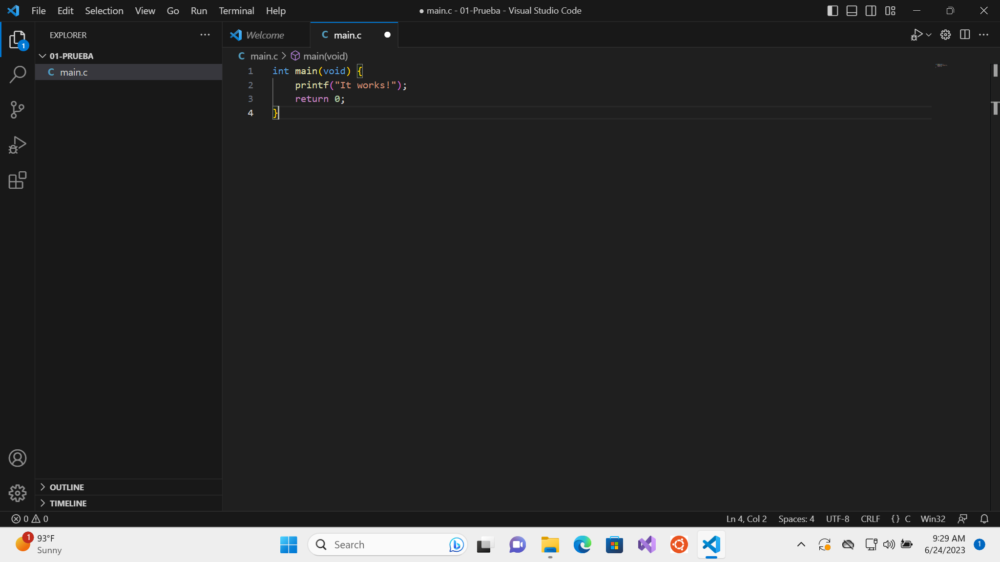 File Edit Selection View Go Run Terminal Help
● main.c - 01-Prueba - Visual Studio Code
EXPLORER
Welcome
C main.c
1
01-PRUEBA
C main.c
C main.c > main(void)
1 int main(void) {
2 printf("It works!");
3 return 0;
4 }
OUTLINE
TIMELINE
0 0
Ln 4, Col 2 Spaces: 4 UTF-8 CRLF {} C Win32
1
93°F
Sunny
Search
9:29 AM
6/24/2023
1